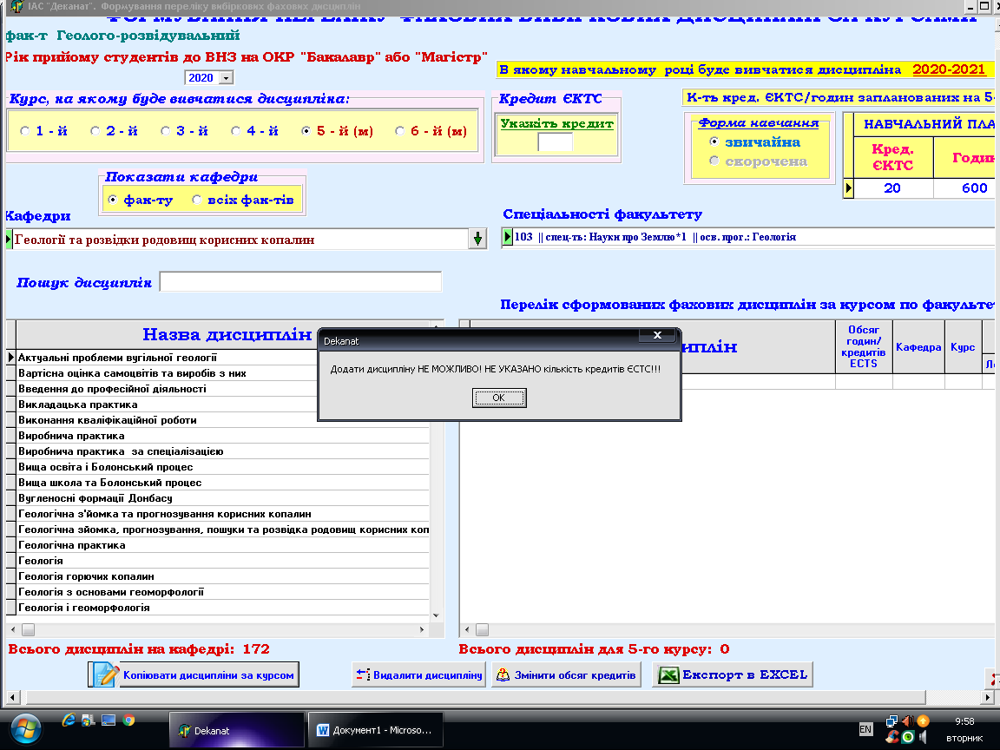 ІАС "Деканат". Формування переліку вибіркових фахових дисциплін
ФОРМУВАННЯ ПЕРЕЛІКУ ФАХОВИХ ВИБІРКОВИХ ДИСЦИПЛІН ЗА КУРСАМИ
фак-т Геолого-розвідувальний
Рік прийому студентів до ВНЗ на ОКР "Бакалавр" або "Магістр"
2020
В якому навчальному році буде вивчатися дисципліна 2020-2021
Курс, на якому буде вивчатися дисципліна:
1 - й 2 - й 3 - й 4 - й 5 - й (м) 6 - й (м)
Кредит ЄКТС
Укажіть кредит
К-ть кред. ЄКТС/годин запланованих на 5-
Форма навчання
звичайна
скорочена
НАВЧАЛЬНИЙ ПЛА
Кред. ЄКТС Годин
20 600
Показати кафедри
фак-ту всіх фак-тів
Кафедри
Геології та розвідки родовищ корисних копалин
Спеціальності факультету
103 || спец-ть: Науки про Землю*1 || осв. прог.: Геологія
Пошук дисциплін
Перелік сформованих фахових дисциплін за курсом по факультет
Назва дисциплін
Актуальні проблеми вугільної геології
Вартісна оцінка самоцвітів та виробів з них
Введення до професійної діяльності
Викладацька практика
Виконання кваліфікаційної роботи
Виробнича практика
Виробнича практика за спеціалізацією
Вища освіта і Болонський процес
Вища школа та Болонський процес
Вугленосні формації Донбасу
Геологічна з'йомка та прогнозування корисних копалин
Геологічна зйомка, прогнозування, пошуки та розвідка родовищ корисних коп
Геологічна практика
Геологія
Геологія горючих копалин
Геологія з основами геоморфології
Геологія і геоморфологія
иплін
Обсяг годин/ кредитів ECTS
Кафедра
Курс
Ле
Dekanat
Додати дисципліну НЕ МОЖЛИВО! НЕ УКАЗАНО кількість кредитів ЄСТС!!!
OK
Всього дисциплін на кафедрі: 172
Всього дисциплін для 5-го курсу: 0
Копіювати дисципліни за курсом
Видалити дисципліну
Змінити обсяг кредитів
Експорт в EXCEL
Dekanat
Документ1 - Microso...
EN
9:58
вторник